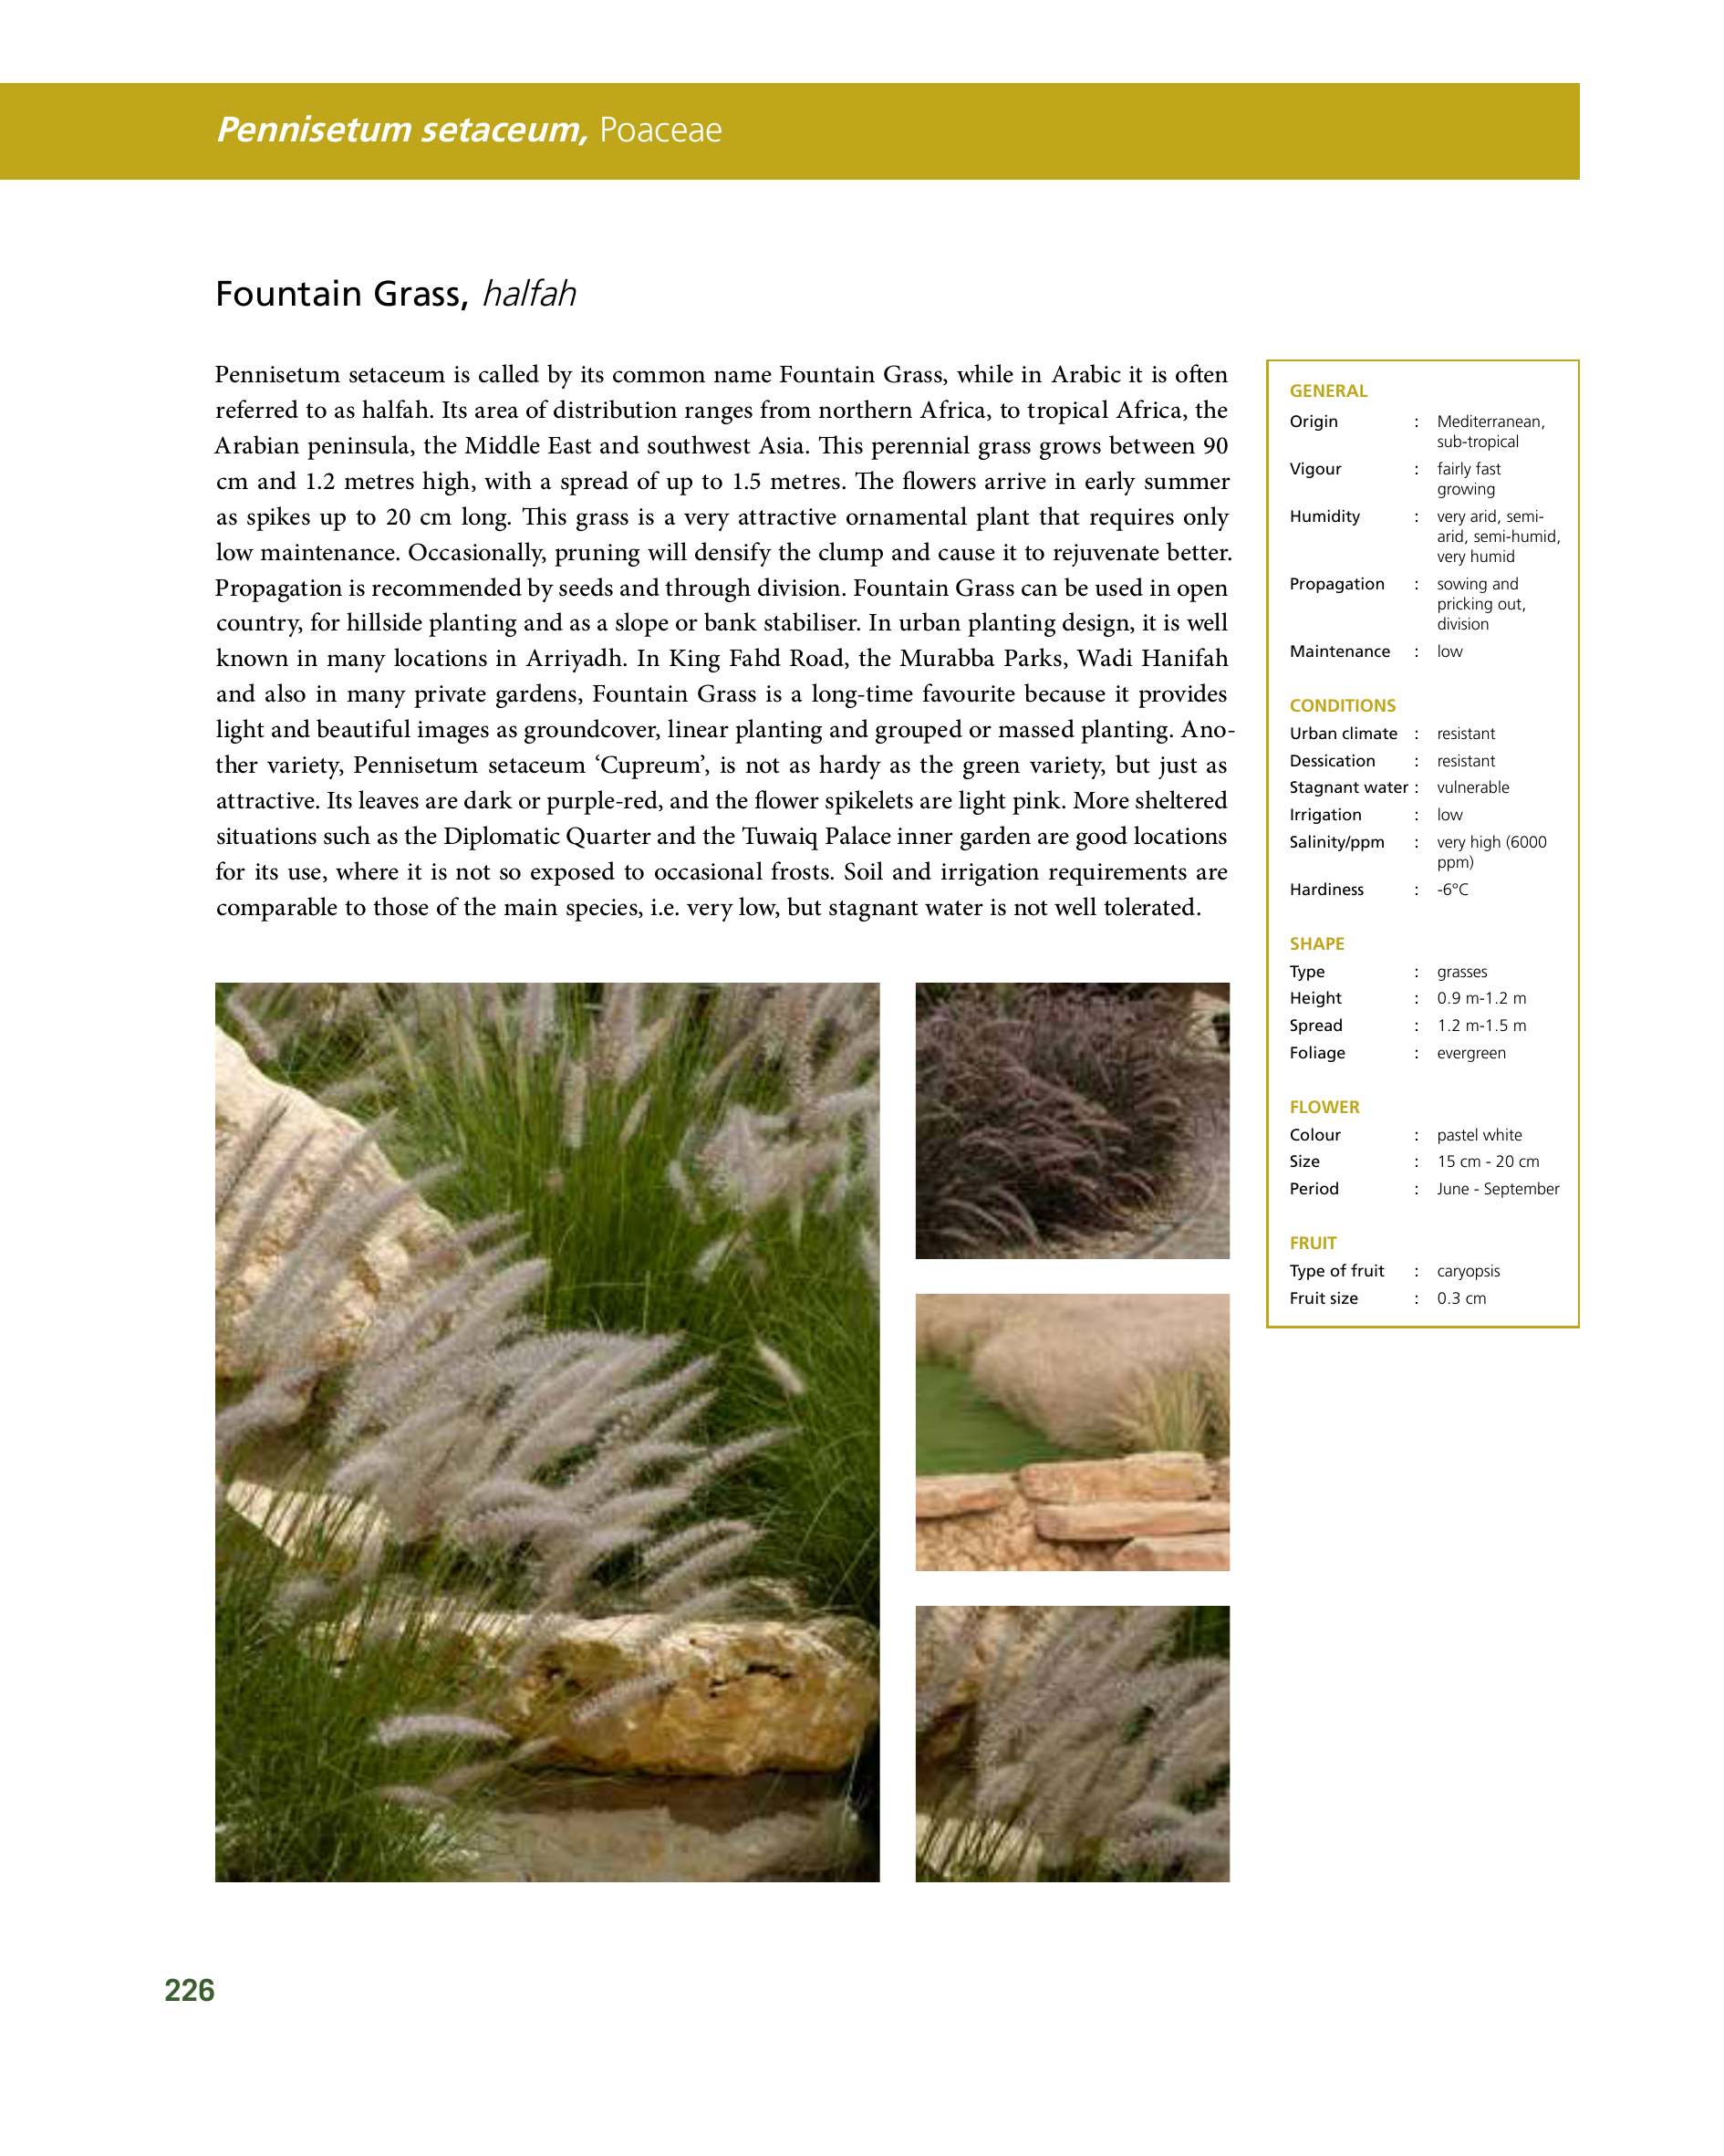 Pennisetum setaceum, Poaceae
Fountain Grass, halfah
Pennisetum setaceum is called by its common name Fountain Grass, while in Arabic it is often
referred to as halfah. Its area of distribution ranges from northern Africa, to tropical Africa, the
Arabian peninsula, the Middle East and southwest Asia. This perennial grass grows between 90
cm and 1.2 metres high, with a spread of up to 1.5 metres. The flowers arrive in early summer
as spikes up to 20 cm long. This grass is a very attractive ornamental plant that requires only
low maintenance. Occasionally, pruning will densify the clump and cause it to rejuvenate better.
Propagation is recommended by seeds and through division. Fountain Grass can be used in open
country, for hillside planting and as a slope or bank stabiliser. In urban planting design, it is well
known in many locations in Arriyadh. In King Fahd Road, the Murabba Parks, Wadi Hanifah
and also in many private gardens, Fountain Grass is a long-time favourite because it provides
light and beautiful images as groundcover, linear planting and grouped or massed planting. Ano-
ther variety, Pennisetum setaceum ‘Cupreum’, is not as hardy as the green variety, but just as
attractive. Its leaves are dark or purple-red, and the flower spikelets are light pink. More sheltered
situations such as the Diplomatic Quarter and the Tuwaiq Palace inner garden are good locations
for its use, where it is not so exposed to occasional frosts. Soil and irrigation requirements are
comparable to those of the main species, i.e. very low, but stagnant water is not well tolerated.
GENERAL
Origin : Mediterranean,
sub-tropical
Vigour : fairly fast
growing
Humidity : very arid, semi-
arid, semi-humid,
very humid
Propagation : sowing and
pricking out,
division
Maintenance : low
CONDITIONS
Urban climate : resistant
Dessication : resistant
Stagnant water : vulnerable
Irrigation : low
Salinity/ppm : very high (6000
ppm)
Hardiness : -6°C
SHAPE
Type : grasses
Height : 0.9 m-1.2 m
Spread : 1.2 m-1.5 m
Foliage : evergreen
FLOWER
Colour : pastel white
Size : 15 cm - 20 cm
Period : June - September
FRUIT
Type of fruit : caryopsis
Fruit size : 0.3 cm
226